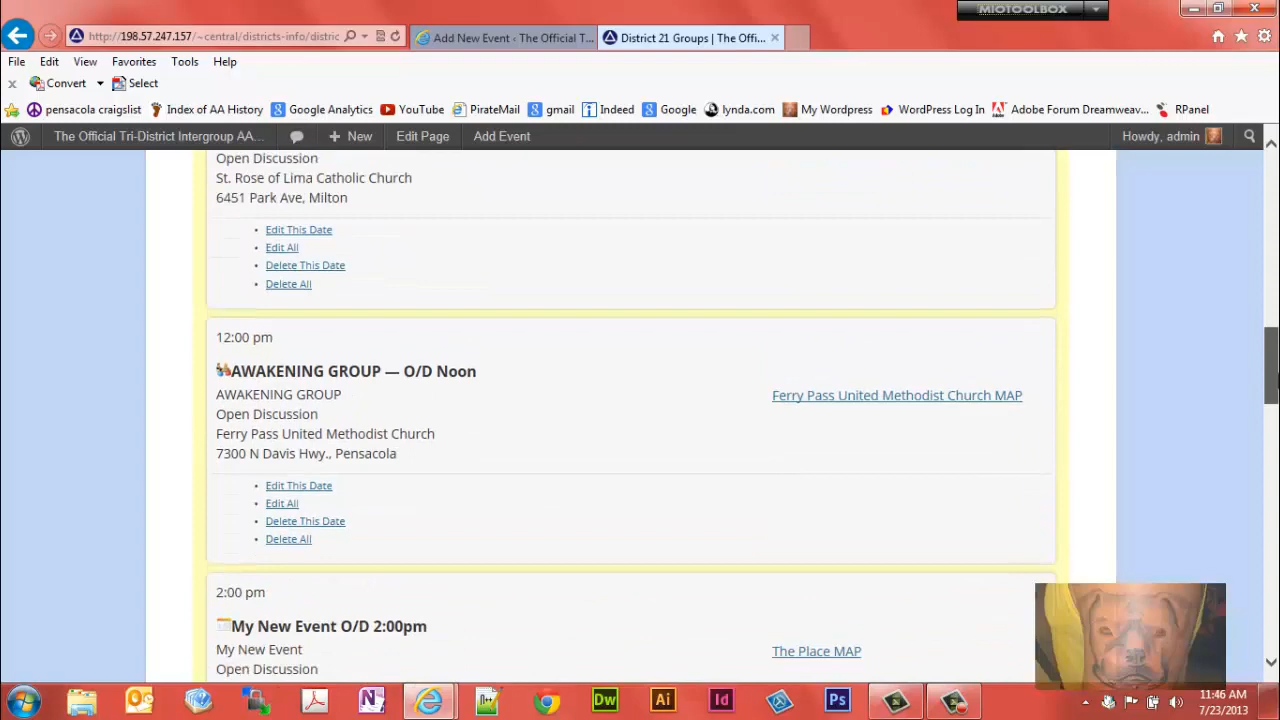 MIOTOOLBOX
http://198.57.247.157/~central/districts-info/distric
Add New Event ‹ The Official T...
District 21 Groups | The Offi...
File Edit View Favorites Tools Help
x Convert Select
pensacola craigslist Index of AA History Google Analytics YouTube PirateMail gmail Indeed Google lynda.com My Wordpress WordPress Log In Adobe Forum Dreamweav... RPanel
The Official Tri-District Intergroup AA... + New Edit Page Add Event Howdy, admin
Open Discussion
St. Rose of Lima Catholic Church
6451 Park Ave, Milton
• Edit This Date
• Edit All
• Delete This Date
• Delete All
12:00 pm
AWAKENING GROUP — O/D Noon
AWAKENING GROUP
Ferry Pass United Methodist Church MAP
Open Discussion
Ferry Pass United Methodist Church
7300 N Davis Hwy., Pensacola
• Edit This Date
• Edit All
• Delete This Date
• Delete All
2:00 pm
My New Event O/D 2:00pm
My New Event
The Place MAP
Open Discussion
Dw Ai Id Ps
11:46 AM
7/23/2013